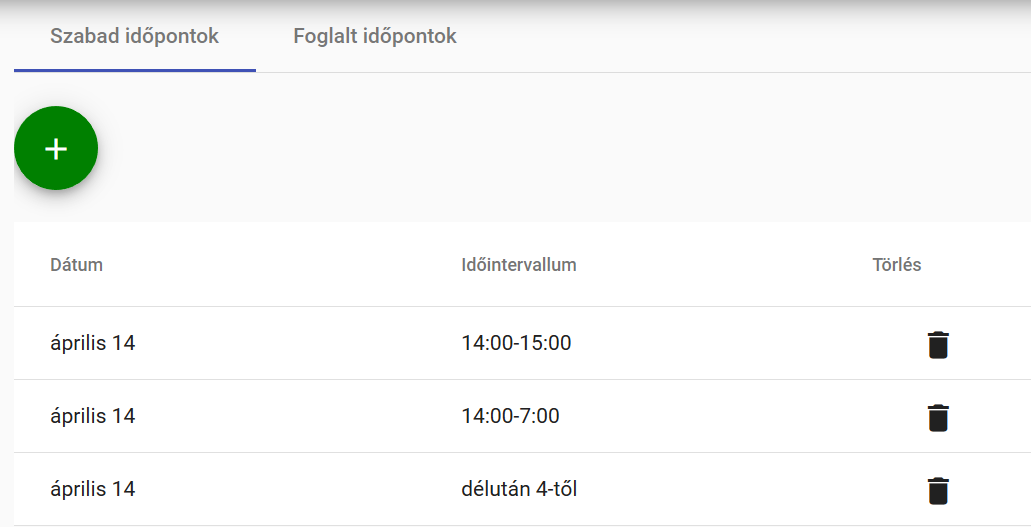 Szabad időpontok Foglalt időpontok
+
Dátum Időintervallum Törlés
április 14 14:00-15:00
április 14 14:00-7:00
április 14 délután 4-től